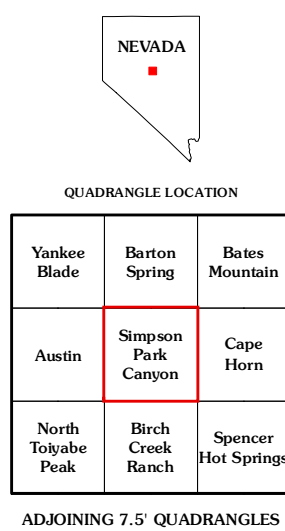 NEVADA
QUADRANGLE LOCATION
Yankee
Blade
Barton
Spring
Bates
Mountain
Austin
Simpson
Park
Canyon
Cape
Horn
North
Toiyabe
Peak
Birch
Creek
Ranch
Spencer
Hot Springs
ADJOINING 7.5' QUADRANGLES